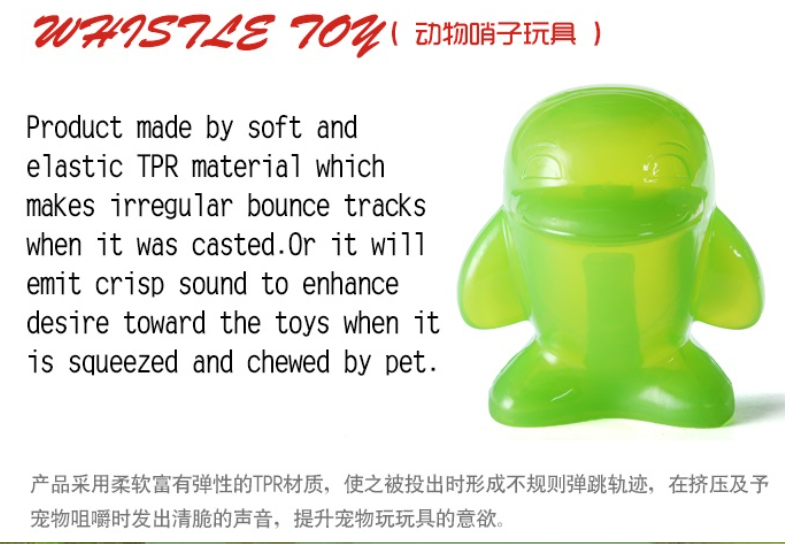 WHISTLE TOY( 动物哨子玩具 )
Product made by soft and
elastic TPR material which
makes irregular bounce tracks
when it was casted.Or it will
emit crisp sound to enhance
desire toward the toys when it
is squeezed and chewed by pet.
产品采用柔软富有弹性的TPR材质，使之被投出时形成不规则弹跳轨迹，在挤压及予
宠物咀嚼时发出清脆的声音，提升宠物玩玩具的意欲。